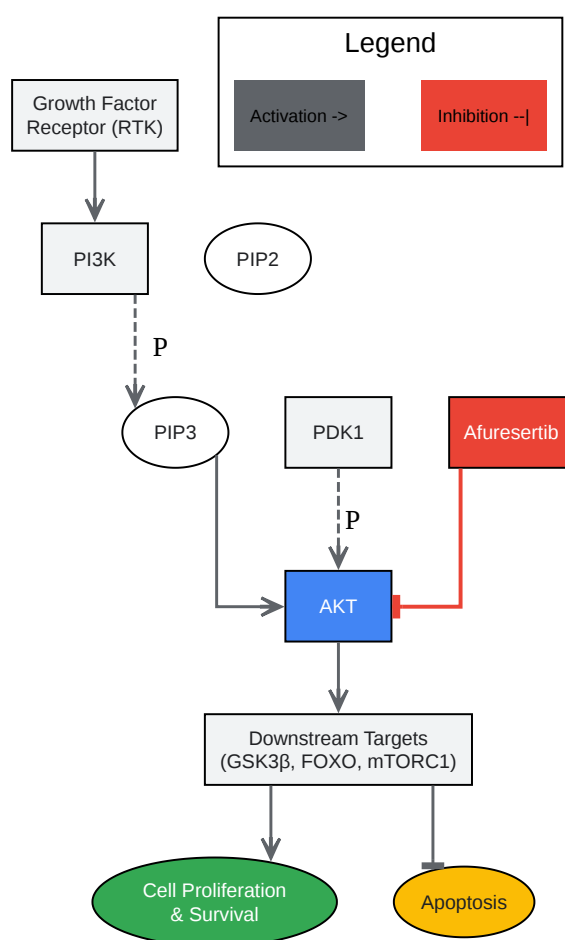 Legend
Activation ->
Inhibition --|
Growth Factor
Receptor (RTK)
PI3K
PIP2
P
PIP3
PDK1
Afuresertib
P
AKT
Downstream Targets
(GSK3β, FOXO, mTORC1)
Cell Proliferation
& Survival
Apoptosis